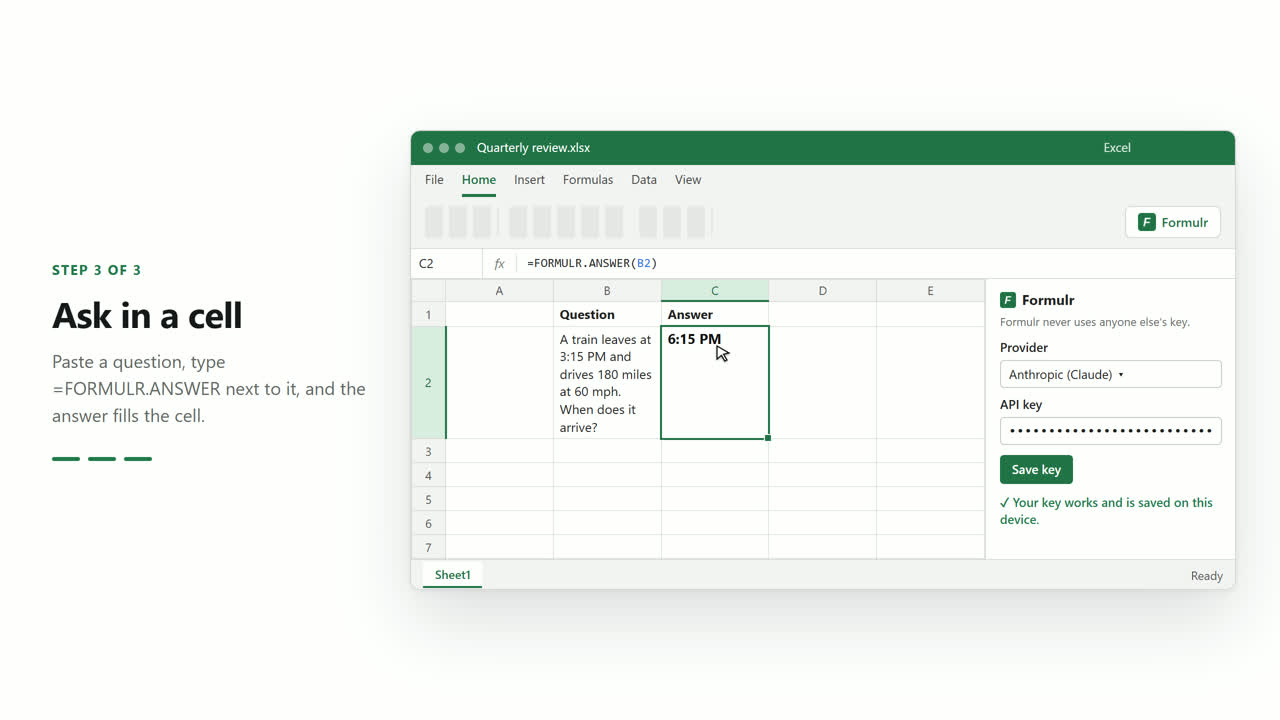 STEP 3 OF 3
Ask in a cell
Paste a question, type
=FORMULR.ANSWER next to it, and the
answer fills the cell.
Quarterly review.xlsx
Excel
File Home Insert Formulas Data View
F Formulr
C2 fx =FORMULR.ANSWER(B2)
A B C D E
1 Question Answer
2
A train leaves at
3:15 PM and
drives 180 miles
at 60 mph.
When does it
arrive?
6:15 PM
3
4
5
6
7
F Formulr
Formulr never uses anyone else's key.
Provider
Anthropic (Claude) ▾
API key
••••••••••••••••••••••••••
Save key
✓ Your key works and is saved on this
device.
Sheet1
Ready